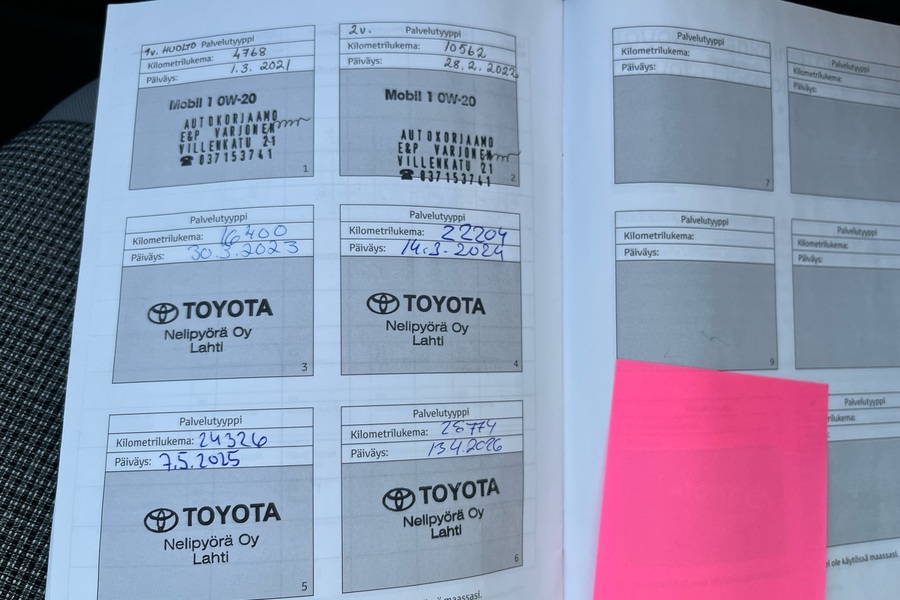 1v. HUOLTO Palvelutyyppi
Kilometrilukema: 4768
Päiväys: 1.3. 2021
Mobil 1 0W-20
AUTOKORJAAMO
E&P VARJONEN
VILLENKATU 21
☎ 037153741
1
2v. Palvelutyyppi
Kilometrilukema: 10562
Päiväys: 28.2.2022
Mobil 1 0W-20
AUTOKORJAAMO
E&P VARJONEN
VILLENKATU 21
☎ 037153741
2
Palvelutyyppi
Kilometrilukema: 16400
Päiväys: 30.3.2023
TOYOTA
Nelipyörä Oy
Lahti
3
Palvelutyyppi
Kilometrilukema: 22204
Päiväys: 14.3.2024
TOYOTA
Nelipyörä Oy
Lahti
4
Palvelutyyppi
Kilometrilukema: 24326
Päiväys: 7.5.2025
TOYOTA
Nelipyörä Oy
Lahti
5
Palvelutyyppi
Kilometrilukema: 25774
Päiväys: 13.4.2026
TOYOTA
Nelipyörä Oy
Lahti
6
maassasi.
Palvelutyyppi
Kilometrilukema:
Päiväys:
7
Palvelutyyppi
Kilometrilukema:
Päiväys:
Palvelutyyppi
Kilometrilukema:
Päiväys:
9
Palvelutyyppi
Kilometrilukema:
Päiväys:
Palvelutyyppi
ei ole käytössä maassasi.